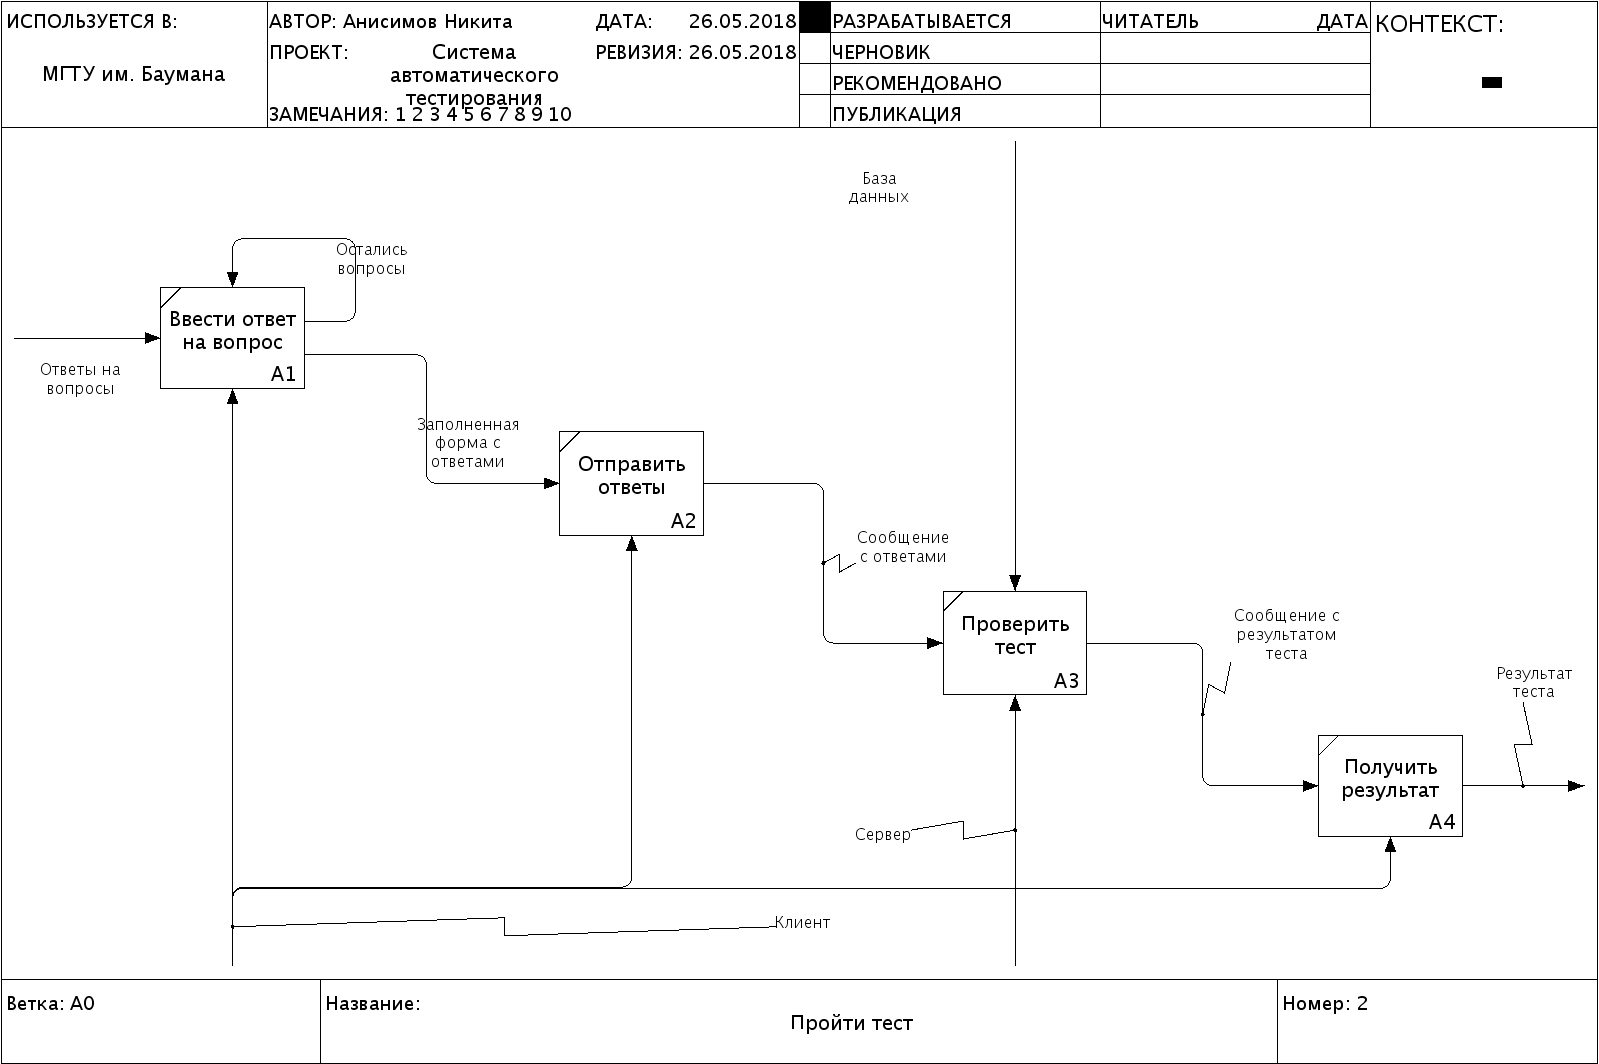 ИСПОЛЬЗУЕТСЯ В:
МГТУ им. Баумана
АВТОР: Анисимов Никита
ДАТА: 26.05.2018
ПРОЕКТ: Система
автоматического
тестирования
РЕВИЗИЯ: 26.05.2018
ЗАМЕЧАНИЯ: 1 2 3 4 5 6 7 8 9 10
РАЗРАБАТЫВАЕТСЯ
ЧЕРНОВИК
РЕКОМЕНДОВАНО
ПУБЛИКАЦИЯ
ЧИТАТЕЛЬ ДАТА
КОНТЕКСТ:
База
данных
Остались
вопросы
Ввести ответ
на вопрос
A1
Ответы на
вопросы
Заполненная
форма с
ответами
Отправить
ответы
A2
Сообщение
с ответами
Проверить
тест
A3
Сообщение с
результатом
теста
Результат
теста
Получить
результат
A4
Сервер
Клиент
Ветка: A0
Название:
Пройти тест
Номер: 2